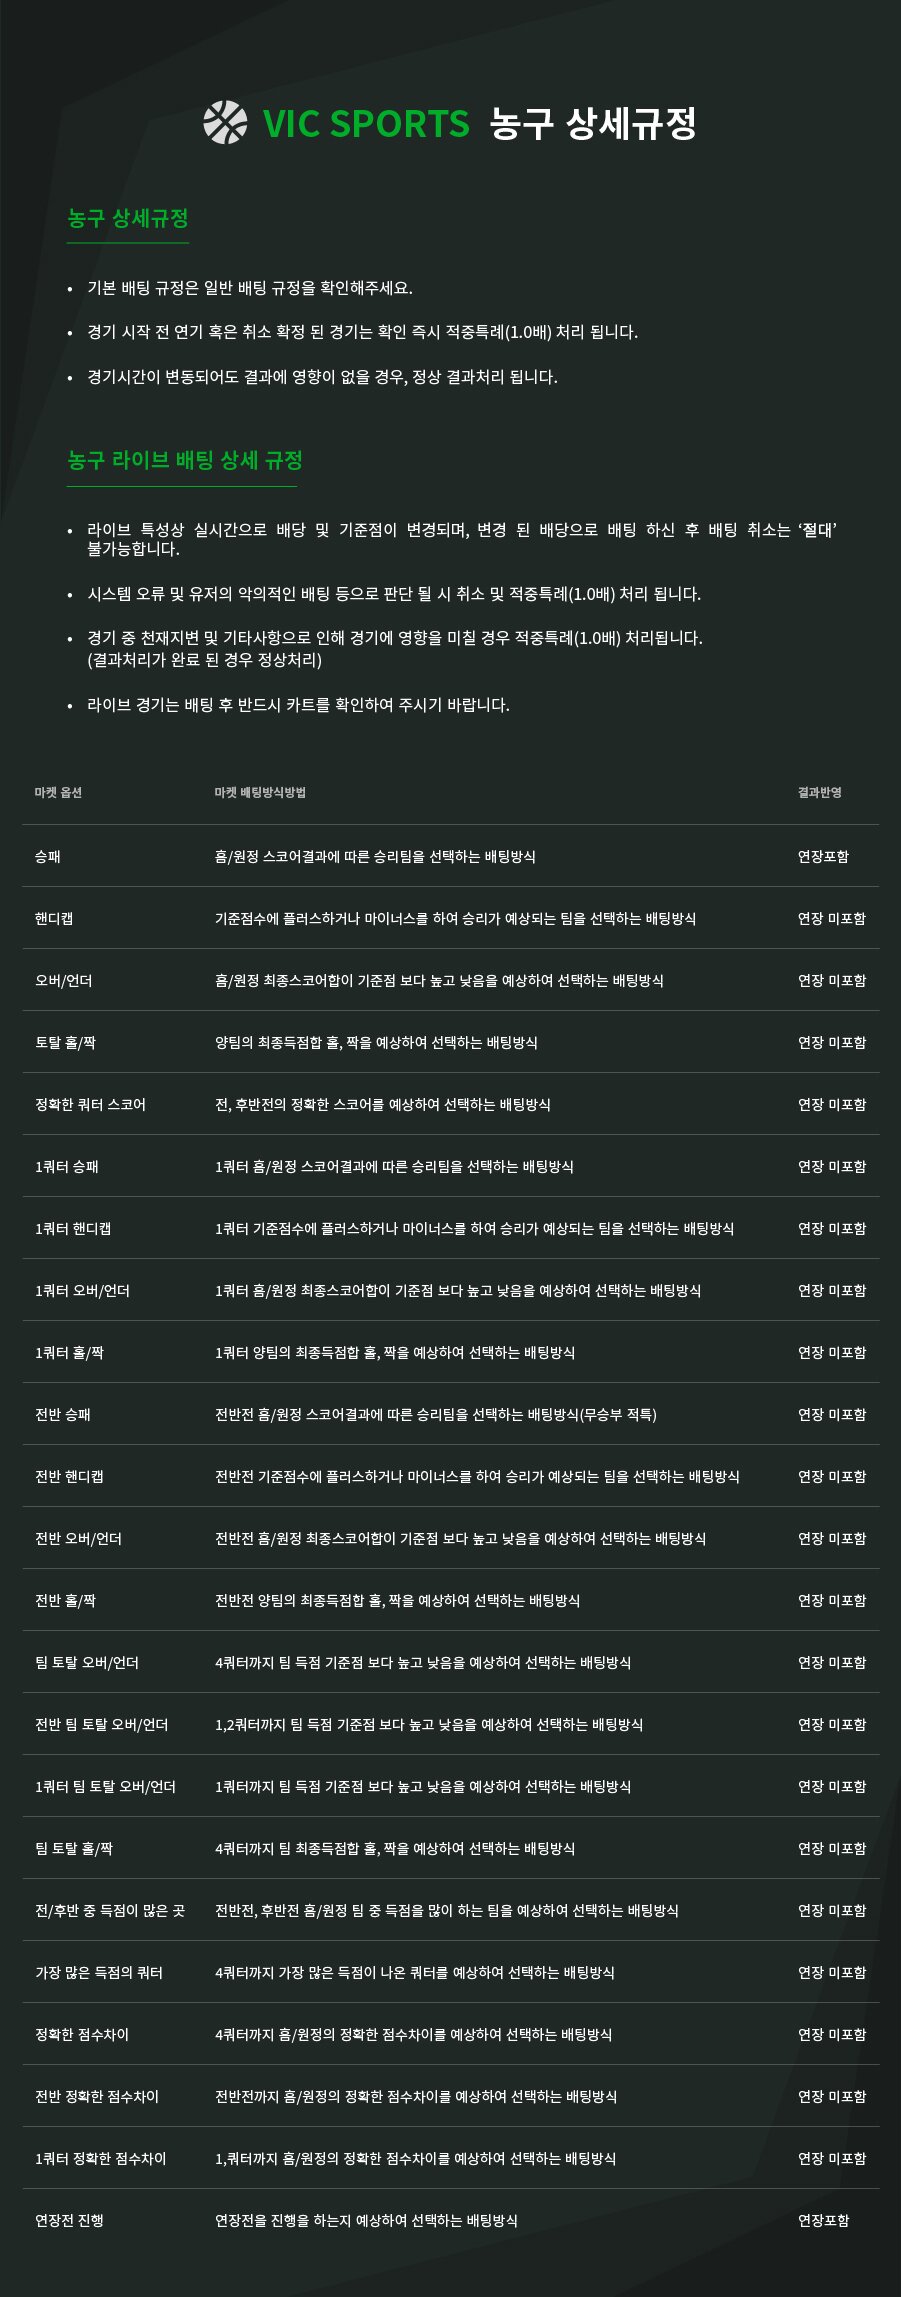 VIC SPORTS 농구 상세규정
농구 상세규정
• 기본 배팅 규정은 일반 배팅 규정을 확인해주세요.
• 경기 시작 전 연기 혹은 취소 확정 된 경기는 확인 즉시 적중특례(1.0배) 처리 됩니다.
• 경기시간이 변동되어도 결과에 영향이 없을 경우, 정상 결과처리 됩니다.
농구 라이브 배팅 상세 규정
• 라이브 특성상 실시간으로 배당 및 기준점이 변경되며, 변경 된 배당으로 배팅 하신 후 배팅 취소는 ‘절대’
불가능합니다.
• 시스템 오류 및 유저의 악의적인 배팅 등으로 판단 될 시 취소 및 적중특례(1.0배) 처리 됩니다.
• 경기 중 천재지변 및 기타사항으로 인해 경기에 영향을 미칠 경우 적중특례(1.0배) 처리됩니다.
(결과처리가 완료 된 경우 정상처리)
• 라이브 경기는 배팅 후 반드시 카트를 확인하여 주시기 바랍니다.
마켓 옵션 마켓 배팅방식방법 결과반영
승패 홈/원정 스코어결과에 따른 승리팀을 선택하는 배팅방식 연장포함
핸디캡 기준점수에 플러스하거나 마이너스를 하여 승리가 예상되는 팀을 선택하는 배팅방식 연장 미포함
오버/언더 홈/원정 최종스코어합이 기준점 보다 높고 낮음을 예상하여 선택하는 배팅방식 연장 미포함
토탈 홀/짝 양팀의 최종득점합 홀, 짝을 예상하여 선택하는 배팅방식 연장 미포함
정확한 쿼터 스코어 전, 후반전의 정확한 스코어를 예상하여 선택하는 배팅방식 연장 미포함
1쿼터 승패 1쿼터 홈/원정 스코어결과에 따른 승리팀을 선택하는 배팅방식 연장 미포함
1쿼터 핸디캡 1쿼터 기준점수에 플러스하거나 마이너스를 하여 승리가 예상되는 팀을 선택하는 배팅방식 연장 미포함
1쿼터 오버/언더 1쿼터 홈/원정 최종스코어합이 기준점 보다 높고 낮음을 예상하여 선택하는 배팅방식 연장 미포함
1쿼터 홀/짝 1쿼터 양팀의 최종득점합 홀, 짝을 예상하여 선택하는 배팅방식 연장 미포함
전반 승패 전반전 홈/원정 스코어결과에 따른 승리팀을 선택하는 배팅방식(무승부 적특) 연장 미포함
전반 핸디캡 전반전 기준점수에 플러스하거나 마이너스를 하여 승리가 예상되는 팀을 선택하는 배팅방식 연장 미포함
전반 오버/언더 전반전 홈/원정 최종스코어합이 기준점 보다 높고 낮음을 예상하여 선택하는 배팅방식 연장 미포함
전반 홀/짝 전반전 양팀의 최종득점합 홀, 짝을 예상하여 선택하는 배팅방식 연장 미포함
팀 토탈 오버/언더 4쿼터까지 팀 득점 기준점 보다 높고 낮음을 예상하여 선택하는 배팅방식 연장 미포함
전반 팀 토탈 오버/언더 1,2쿼터까지 팀 득점 기준점 보다 높고 낮음을 예상하여 선택하는 배팅방식 연장 미포함
1쿼터 팀 토탈 오버/언더 1쿼터까지 팀 득점 기준점 보다 높고 낮음을 예상하여 선택하는 배팅방식 연장 미포함
팀 토탈 홀/짝 4쿼터까지 팀 최종득점합 홀, 짝을 예상하여 선택하는 배팅방식 연장 미포함
전/후반 중 득점이 많은 곳 전반전, 후반전 홈/원정 팀 중 득점을 많이 하는 팀을 예상하여 선택하는 배팅방식 연장 미포함
가장 많은 득점의 쿼터 4쿼터까지 가장 많은 득점이 나온 쿼터를 예상하여 선택하는 배팅방식 연장 미포함
정확한 점수차이 4쿼터까지 홈/원정의 정확한 점수차이를 예상하여 선택하는 배팅방식 연장 미포함
전반 정확한 점수차이 전반전까지 홈/원정의 정확한 점수차이를 예상하여 선택하는 배팅방식 연장 미포함
1쿼터 정확한 점수차이 1,쿼터까지 홈/원정의 정확한 점수차이를 예상하여 선택하는 배팅방식 연장 미포함
연장전 진행 연장전을 진행을 하는지 예상하여 선택하는 배팅방식 연장포함